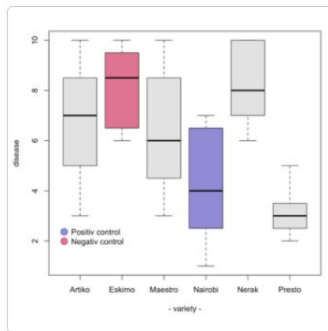 10
8
6
4
2
disease
Positiv control
Negativ control
Artiko Eskimo Maestro Nairobi Nerak Presto
- variety -